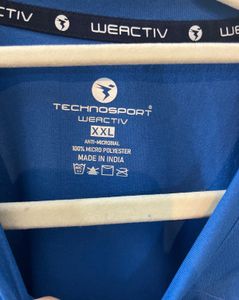 WEACTIV WEACTIV
TECHNOSPORT®
WEACTIV
XXL
ANTI-MICROBIAL
100% MICRO POLYESTER
MADE IN INDIA